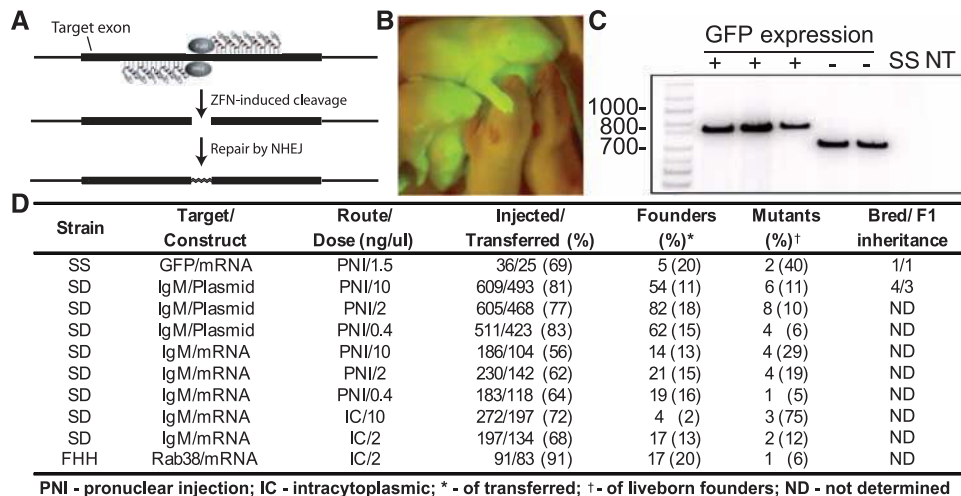 A
Target exon
ZFN-induced cleavage
Repair by NHEJ
B
C
GFP expression
+ + + - - SS NT
1000-
800-
700-
D
Strain Target/ Construct Route/ Dose (ng/ul) Injected/ Transferred (%) Founders (%)* Mutants (%)† Bred/ F1 inheritance
SS GFP/mRNA PNI/1.5 36/25 (69) 5 (20) 2 (40) 1/1
SD IgM/Plasmid PNI/10 609/493 (81) 54 (11) 6 (11) 4/3
SD IgM/Plasmid PNI/2 605/468 (77) 82 (18) 8 (10) ND
SD IgM/Plasmid PNI/0.4 511/423 (83) 62 (15) 4 (6) ND
SD IgM/mRNA PNI/10 186/104 (56) 14 (13) 4 (29) ND
SD IgM/mRNA PNI/2 230/142 (62) 21 (15) 4 (19) ND
SD IgM/mRNA PNI/0.4 183/118 (64) 19 (16) 1 (5) ND
SD IgM/mRNA IC/10 272/197 (72) 4 (2) 3 (75) ND
SD IgM/mRNA IC/2 197/134 (68) 17 (13) 2 (12) ND
FHH Rab38/mRNA IC/2 91/83 (91) 17 (20) 1 (6) ND
PNI - pronuclear injection; IC - intracytoplasmic; * - of transferred; † - of liveborn founders; ND - not determined